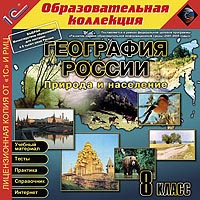 1С
Образовательная коллекция
ГЕОГРАФИЯ
РОССИИ
Природа и население
Учебный материал
Тесты
Практика
Справочник
Интернет
8 КЛАСС
ЛИЦЕНЗИОННАЯ КОПИЯ ОТ «1С» И РМЦ